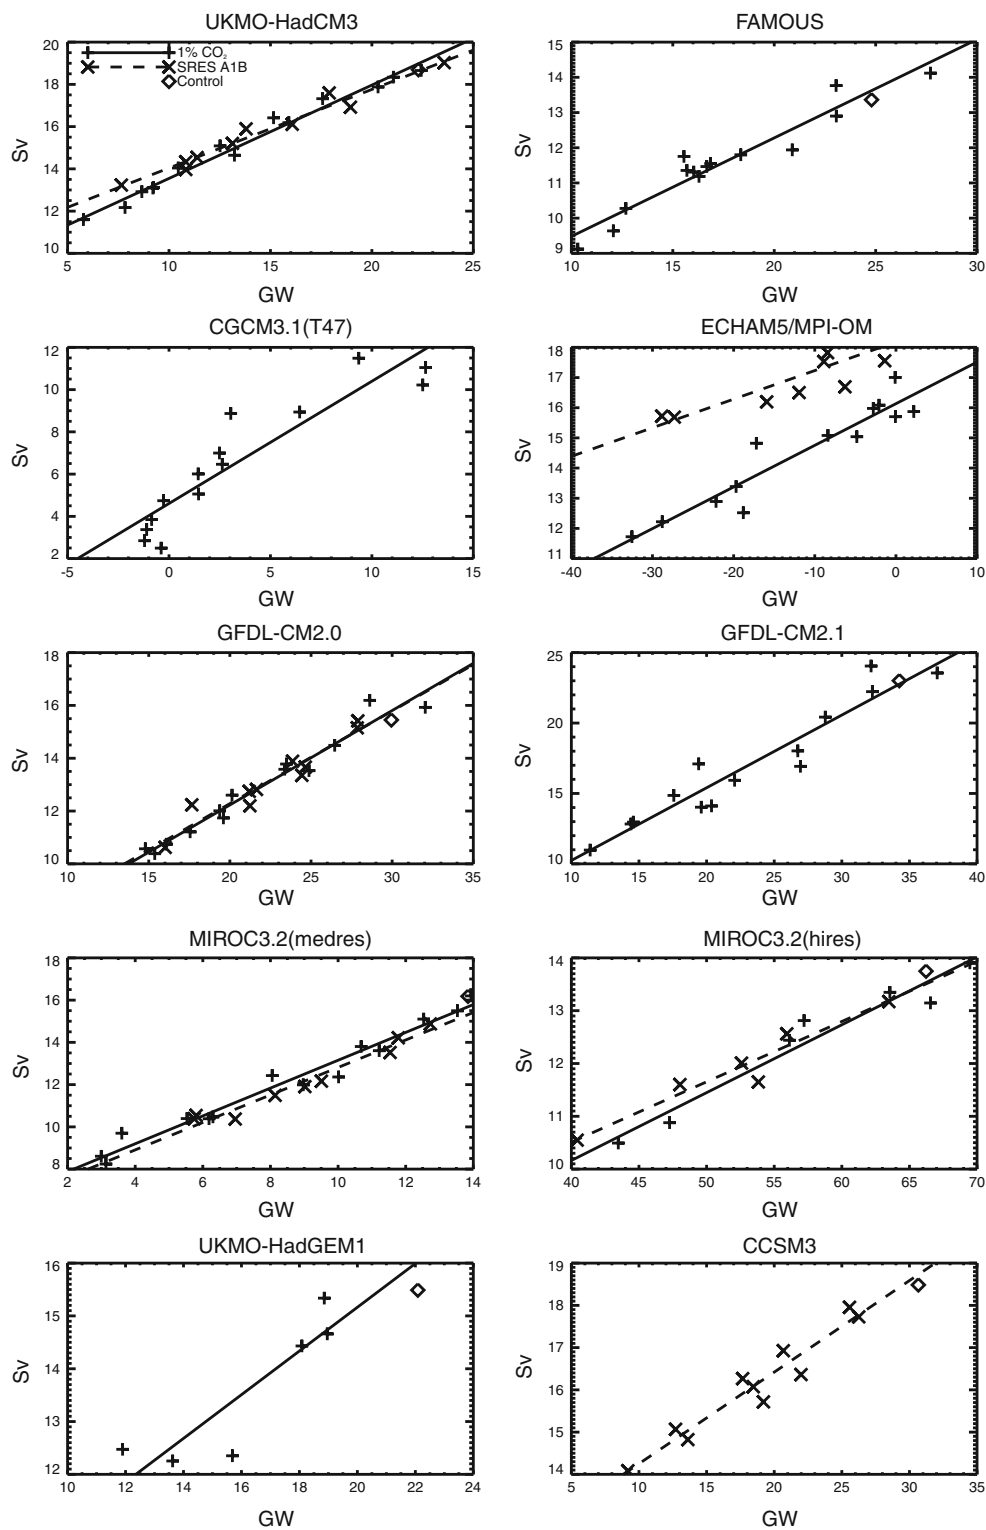 UKMO-HadCM3
20
18
16
14
12
10
Sv
1% CO₂
SRES A1B
Control
5 10 15 20 25
GW
FAMOUS
15
14
13
12
11
10
9
Sv
10 15 20 25 30
GW
CGCM3.1(T47)
12
10
8
6
4
2
Sv
-5 0 5 10 15
GW
ECHAM5/MPI-OM
18
17
16
15
14
13
12
11
Sv
-40 -30 -20 -10 0 10
GW
GFDL-CM2.0
18
16
14
12
10
Sv
10 15 20 25 30 35
GW
GFDL-CM2.1
25
20
15
10
Sv
10 15 20 25 30 35 40
GW
MIROC3.2(medres)
18
16
14
12
10
8
Sv
2 4 6 8 10 12 14
GW
MIROC3.2(hires)
14
13
12
11
10
Sv
40 45 50 55 60 65 70
GW
UKMO-HadGEM1
16
15
14
13
12
Sv
10 12 14 16 18 20 22 24
GW
CCSM3
19
18
17
16
15
14
Sv
5 10 15 20 25 30 35
GW